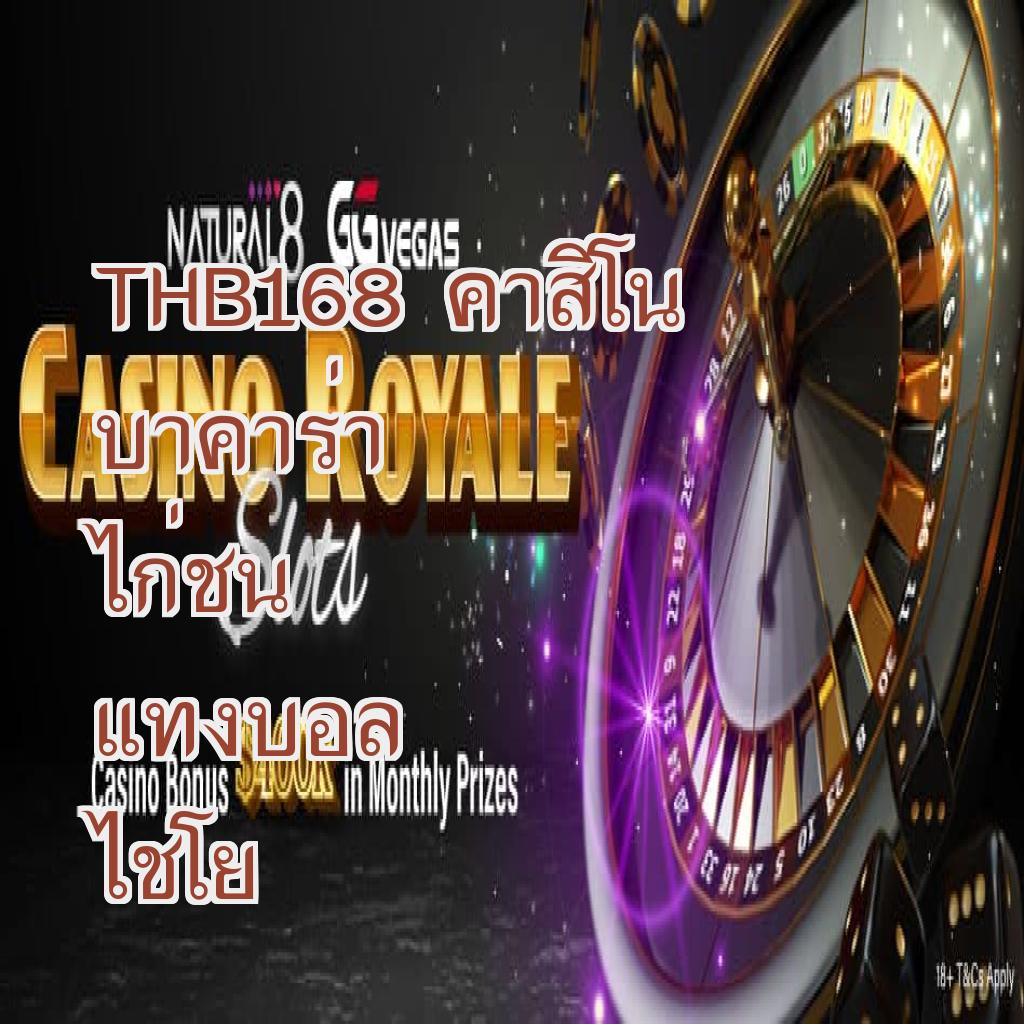 NATURAL8 GGVEGAS
THB168 คาสิโน
CASINO ROYALE
บาคาร่า
Slots
ไก่ชน
แทงบอล
Casino Bonus $400K in Monthly Prizes
ไชโย
18+ T&Cs Apply